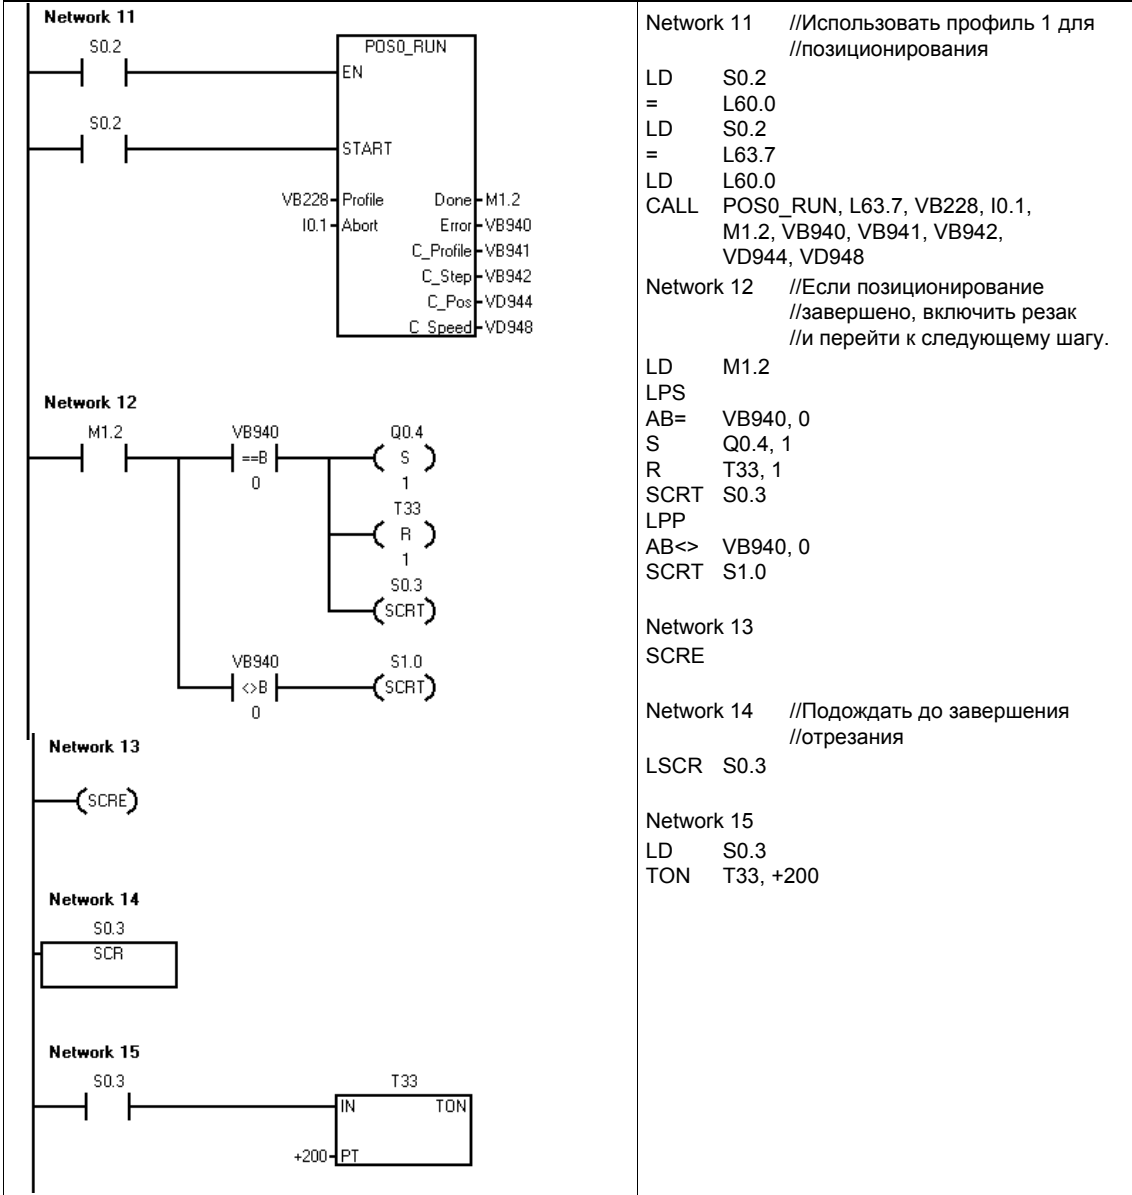 Network 11
S0.2
POS0_RUN
EN
S0.2
START
VB228 Profile Done M1.2
I0.1 Abort Error VB940
C_Profile VB941
C_Step VB942
C_Pos VD944
C_Speed VD948
Network 12
M1.2 VB940 Q0.4
==B S
0 1
T33
R
1
S0.3
SCRT
VB940 S1.0
<>B SCRT
0
Network 13
SCRE
Network 14
S0.3
SCR
Network 15
S0.3 T33
IN TON
+200 PT
Network 11 //Использовать профиль 1 для
//позиционирования
LD S0.2
= L60.0
LD S0.2
= L63.7
LD L60.0
CALL POS0_RUN, L63.7, VB228, I0.1,
M1.2, VB940, VB941, VB942,
VD944, VD948
Network 12 //Если позиционирование
//завершено, включить резак
//и перейти к следующему шагу.
LD M1.2
LPS
AB= VB940, 0
S Q0.4, 1
R T33, 1
SCRT S0.3
LPP
AB<> VB940, 0
SCRT S1.0
Network 13
SCRE
Network 14 //Подождать до завершения
//отрезания
LSCR S0.3
Network 15
LD S0.3
TON T33, +200